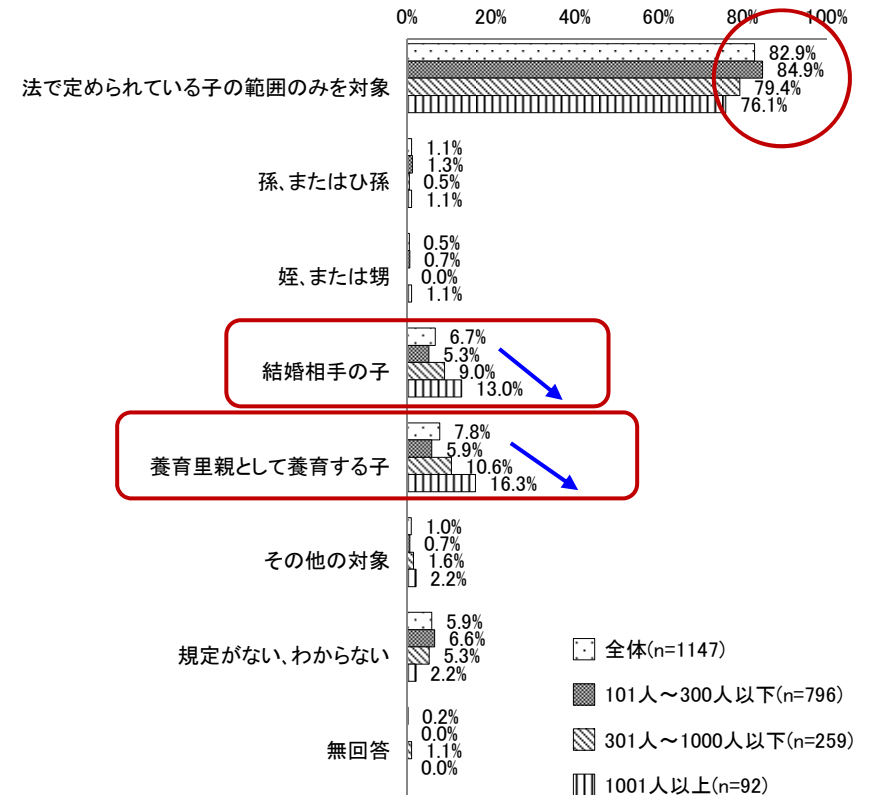 0% 20% 40% 60% 80% 100%
法で定められている子の範囲のみを対象
82.9%
84.9%
79.4%
76.1%
孫、またはひ孫
1.1%
1.3%
0.5%
1.1%
姪、または甥
0.5%
0.7%
0.0%
1.1%
結婚相手の子
6.7%
5.3%
9.0%
13.0%
養育里親として養育する子
7.8%
5.9%
10.6%
16.3%
その他の対象
1.0%
0.7%
1.6%
2.2%
規定がない、わからない
5.9%
6.6%
5.3%
2.2%
無回答
0.2%
0.0%
1.1%
0.0%
全体(n=1147)
101人～300人以下(n=796)
301人～1000人以下(n=259)
1001人以上(n=92)